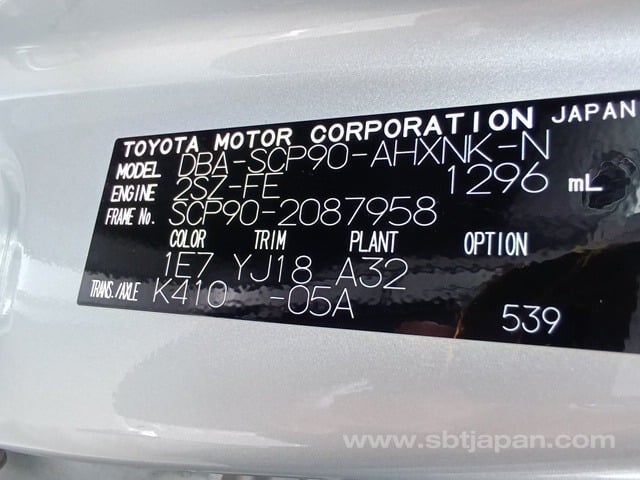 TOYOTA MOTOR CORPORATION JAPAN
MODEL DBA-SCP90-AHXNK-N
ENGINE 2SZ-FE 1296 mL
FRAME No. SCP90-2087958
COLOR TRIM PLANT OPTION
1E7 YJ18 A32
TRANS./AXLE K410 -05A
539
www.sbtjapan.com